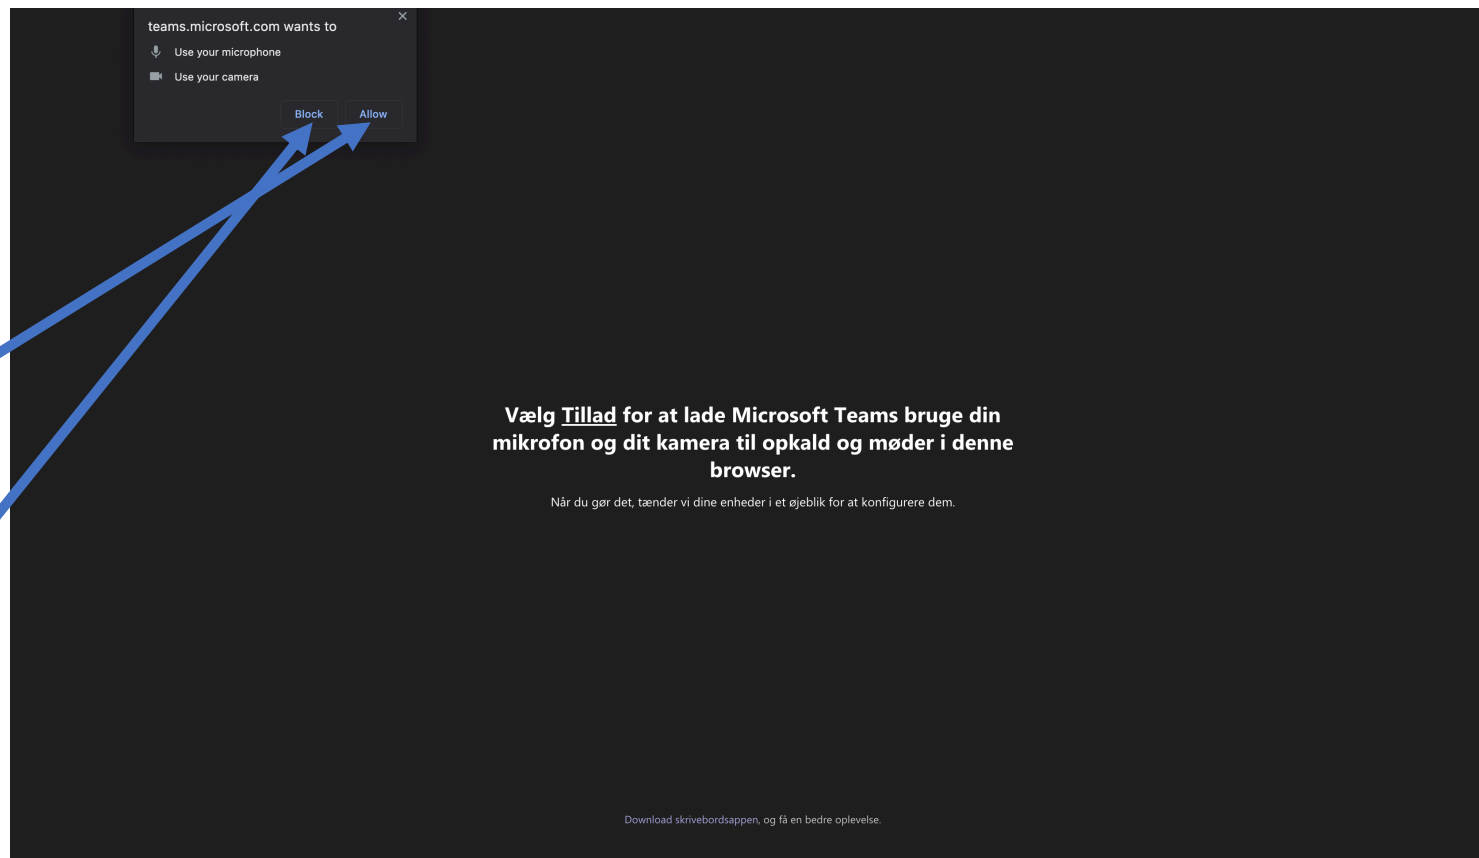 teams.microsoft.com wants to
Use your microphone
Use your camera
Block Allow
Vælg Tillad for at lade Microsoft Teams bruge din
mikrofon og dit kamera til opkald og møder i denne
browser.
Når du gør det, tænder vi dine enheder i et øjeblik for at konfigurere dem.
Download skrivebordsappen, og få en bedre oplevelse.